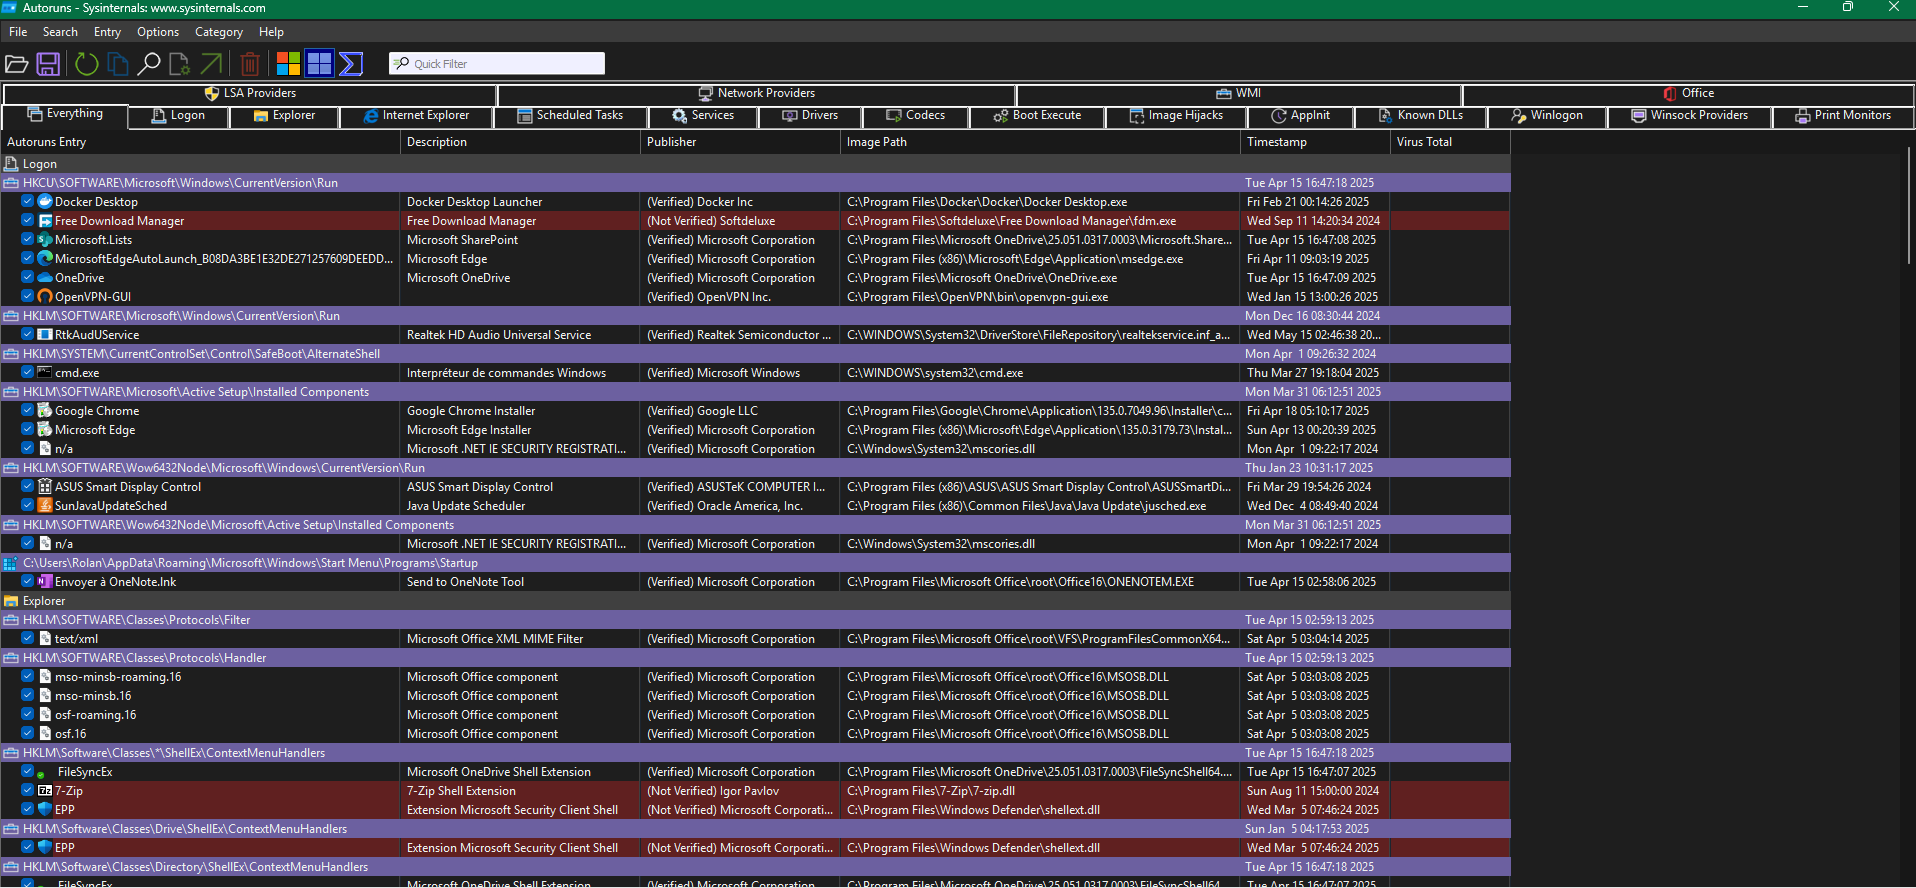 Autoruns - Sysinternals: www.sysinternals.com
File Search Entry Options Category Help
Quick Filter
LSA Providers Network Providers WMI Office
Everything Logon Explorer Internet Explorer Scheduled Tasks Services Drivers Codecs Boot Execute Image Hijacks AppInit Known DLLs Winlogon Winsock Providers Print Monitors
Autoruns Entry Description Publisher Image Path Timestamp Virus Total
Logon
HKCU\SOFTWARE\Microsoft\Windows\CurrentVersion\Run Tue Apr 15 16:47:18 2025
Docker Desktop Docker Desktop Launcher (Verified) Docker Inc C:\Program Files\Docker\Docker\Docker Desktop.exe Fri Feb 21 00:14:26 2025
Free Download Manager Free Download Manager (Not Verified) Softdeluxe C:\Program Files\Softdeluxe\Free Download Manager\fdm.exe Wed Sep 11 14:20:34 2024
Microsoft.Lists Microsoft SharePoint (Verified) Microsoft Corporation C:\Program Files\Microsoft OneDrive\25.051.0317.0003\Microsoft.Share... Tue Apr 15 16:47:08 2025
MicrosoftEdgeAutoLaunch_B08DA3BE1E32DE271257609DEEDD... Microsoft Edge (Verified) Microsoft Corporation C:\Program Files (x86)\Microsoft\Edge\Application\msedge.exe Fri Apr 11 09:03:19 2025
OneDrive Microsoft OneDrive (Verified) Microsoft Corporation C:\Program Files\Microsoft OneDrive\OneDrive.exe Tue Apr 15 16:47:09 2025
OpenVPN-GUI (Verified) OpenVPN Inc. C:\Program Files\OpenVPN\bin\openvpn-gui.exe Wed Jan 15 13:00:26 2025
HKLM\SOFTWARE\Microsoft\Windows\CurrentVersion\Run Mon Dec 16 08:30:44 2024
RtkAudUService Realtek HD Audio Universal Service (Verified) Realtek Semiconductor ... C:\WINDOWS\System32\DriverStore\FileRepository\realtekservice.inf_a... Wed May 15 02:46:38 20...
HKLM\SYSTEM\CurrentControlSet\Control\SafeBoot\AlternateShell Mon Apr 1 09:26:32 2024
cmd.exe Interpréteur de commandes Windows (Verified) Microsoft Windows C:\WINDOWS\system32\cmd.exe Thu Mar 27 19:18:04 2025
HKLM\SOFTWARE\Microsoft\Active Setup\Installed Components Mon Mar 31 06:12:51 2025
Google Chrome Google Chrome Installer (Verified) Google LLC C:\Program Files\Google\Chrome\Application\135.0.7049.96\Installer\c... Fri Apr 18 05:10:17 2025
Microsoft Edge Microsoft Edge Installer (Verified) Microsoft Corporation C:\Program Files (x86)\Microsoft\Edge\Application\135.0.3179.73\Instal... Sun Apr 13 00:20:39 2025
n/a Microsoft .NET IE SECURITY REGISTRATI... (Verified) Microsoft Corporation C:\Windows\System32\mscories.dll Mon Apr 1 09:22:17 2024
HKLM\SOFTWARE\Wow6432Node\Microsoft\Windows\CurrentVersion\Run Thu Jan 23 10:31:17 2025
ASUS Smart Display Control ASUS Smart Display Control (Verified) ASUSTeK COMPUTER I... C:\Program Files (x86)\ASUS\ASUS Smart Display Control\ASUSSmartDi... Fri Mar 29 19:54:26 2024
SunJavaUpdateSched Java Update Scheduler (Verified) Oracle America, Inc. C:\Program Files (x86)\Common Files\Java\Java Update\jusched.exe Wed Dec 4 08:49:40 2024
HKLM\SOFTWARE\Wow6432Node\Microsoft\Active Setup\Installed Components Mon Mar 31 06:12:51 2025
n/a Microsoft .NET IE SECURITY REGISTRATI... (Verified) Microsoft Corporation C:\Windows\System32\mscories.dll Mon Apr 1 09:22:17 2024
C:\Users\Rolan\AppData\Roaming\Microsoft\Windows\Start Menu\Programs\Startup
Envoyer à OneNote.lnk Send to OneNote Tool (Verified) Microsoft Corporation C:\Program Files\Microsoft Office\root\Office16\ONENOTEM.EXE Tue Apr 15 02:58:06 2025
Explorer
HKLM\SOFTWARE\Classes\Protocols\Filter Tue Apr 15 02:59:13 2025
text/xml Microsoft Office XML MIME Filter (Verified) Microsoft Corporation C:\Program Files\Microsoft Office\root\VFS\ProgramFilesCommonX64... Sat Apr 5 03:04:14 2025
HKLM\SOFTWARE\Classes\Protocols\Handler Tue Apr 15 02:59:13 2025
mso-minsb-roaming.16 Microsoft Office component (Verified) Microsoft Corporation C:\Program Files\Microsoft Office\root\Office16\MSOSB.DLL Sat Apr 5 03:03:08 2025
mso-minsb.16 Microsoft Office component (Verified) Microsoft Corporation C:\Program Files\Microsoft Office\root\Office16\MSOSB.DLL Sat Apr 5 03:03:08 2025
osf-roaming.16 Microsoft Office component (Verified) Microsoft Corporation C:\Program Files\Microsoft Office\root\Office16\MSOSB.DLL Sat Apr 5 03:03:08 2025
osf.16 Microsoft Office component (Verified) Microsoft Corporation C:\Program Files\Microsoft Office\root\Office16\MSOSB.DLL Sat Apr 5 03:03:08 2025
HKLM\Software\Classes\*\ShellEx\ContextMenuHandlers Tue Apr 15 16:47:18 2025
FileSyncEx Microsoft OneDrive Shell Extension (Verified) Microsoft Corporation C:\Program Files\Microsoft OneDrive\25.051.0317.0003\FileSyncShell64.... Tue Apr 15 16:47:07 2025
7-Zip 7-Zip Shell Extension (Not Verified) Igor Pavlov C:\Program Files\7-Zip\7-zip.dll Sun Aug 11 15:00:00 2024
EPP Extension Microsoft Security Client Shell (Not Verified) Microsoft Corporati... C:\Program Files\Windows Defender\shellext.dll Wed Mar 5 07:46:24 2025
HKLM\Software\Classes\Drive\ShellEx\ContextMenuHandlers Sun Jan 5 04:17:53 2025
EPP Extension Microsoft Security Client Shell (Not Verified) Microsoft Corporati... C:\Program Files\Windows Defender\shellext.dll Wed Mar 5 07:46:24 2025
HKLM\Software\Classes\Directory\ShellEx\ContextMenuHandlers Tue Apr 15 16:47:18 2025
FileSyncEx Microsoft OneDrive Shell Extension (Verified) Microsoft Corporation C:\Program Files\Microsoft OneDrive\25.051.0317.0003\FileSyncShell64.... Tue Apr 15 16:47:07 2025